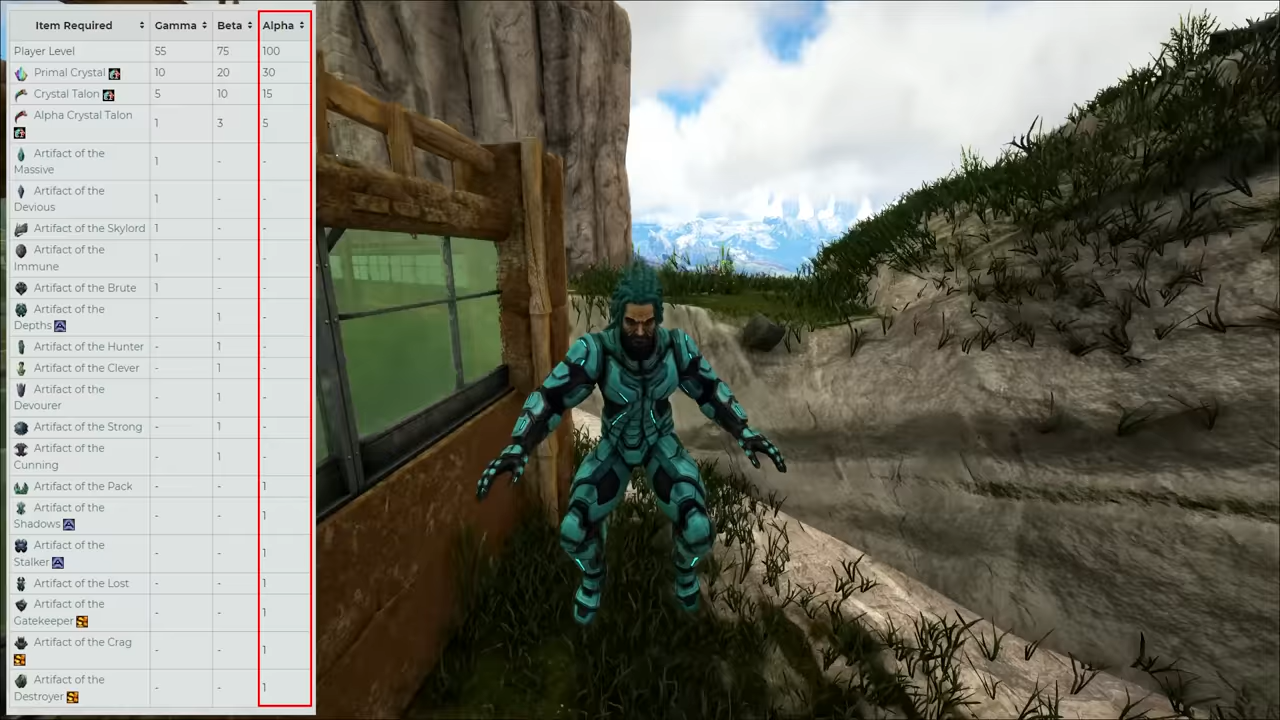 Item Required Gamma Beta Alpha
Player Level 55 75 100
Primal Crystal 10 20 30
Crystal Talon 5 10 15
Alpha Crystal Talon 1 3 5
Artifact of the
Massive 1 - -
Artifact of the
Devious 1 - -
Artifact of the Skylord 1 - -
Artifact of the
Immune 1 - -
Artifact of the Brute 1 - -
Artifact of the
Depths - 1 -
Artifact of the Hunter - 1 -
Artifact of the Clever - 1 -
Artifact of the
Devourer - 1 -
Artifact of the Strong - 1 -
Artifact of the
Cunning - 1 -
Artifact of the Pack - - 1
Artifact of the
Shadows - - 1
Artifact of the
Stalker - - 1
Artifact of the Lost - - 1
Artifact of the
Gatekeeper - - 1
Artifact of the Crag - - 1
Artifact of the
Destroyer - - 1